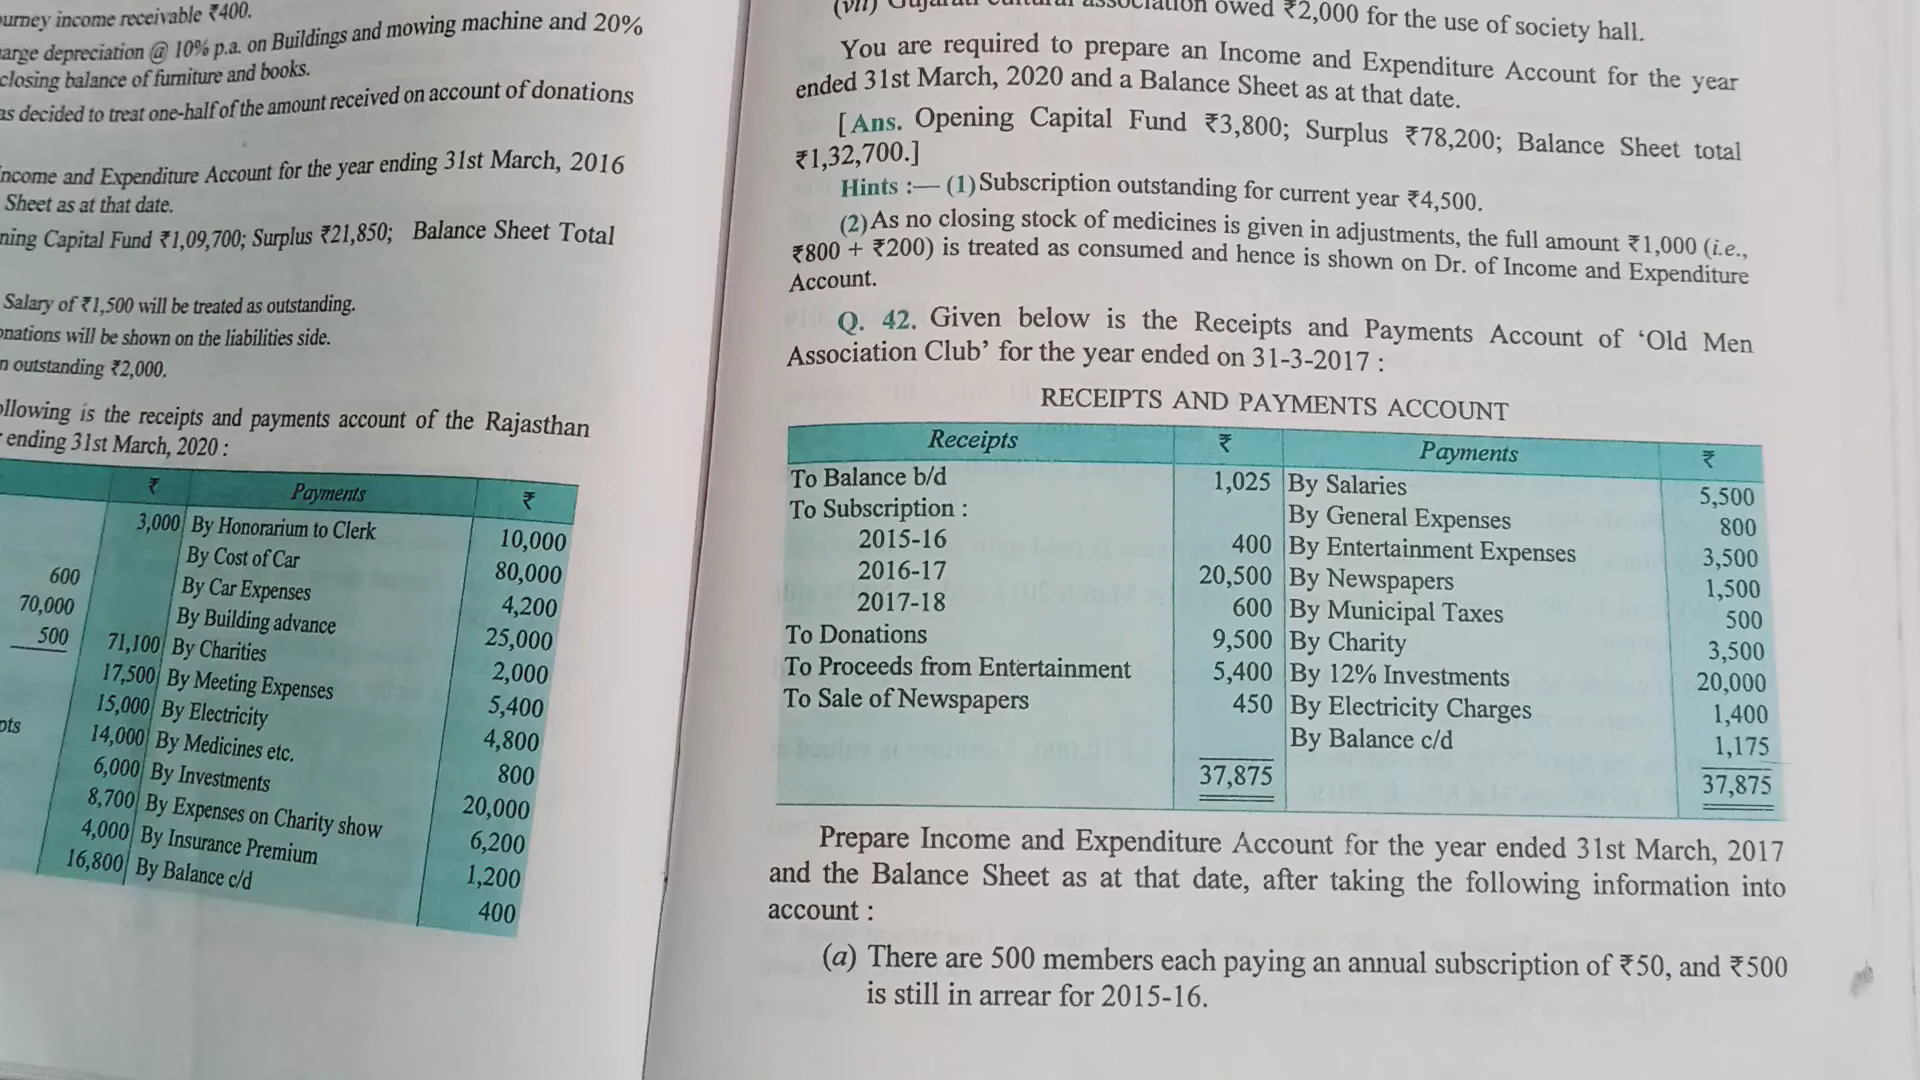 urney income receivable ₹400.
arge depreciation @ 10% p.a. on Buildings and mowing machine and 20%
closing balance of furniture and books.
as decided to treat one-half of the amount received on account of donations
ncome and Expenditure Account for the year ending 31st March, 2016
Sheet as at that date.
ning Capital Fund ₹1,09,700; Surplus ₹21,850; Balance Sheet Total
Salary of ₹1,500 will be treated as outstanding.
onations will be shown on the liabilities side.
n outstanding ₹2,000.
ollowing is the receipts and payments account of the Rajasthan
ending 31st March, 2020 :
₹ Payments ₹
3,000 By Honorarium to Clerk 10,000
By Cost of Car 80,000
600 By Car Expenses 4,200
70,000 By Building advance 25,000
500 71,100 By Charities 2,000
17,500 By Meeting Expenses 5,400
15,000 By Electricity 4,800
pts 14,000 By Medicines etc. 800
6,000 By Investments 20,000
8,700 By Expenses on Charity show 6,200
4,000 By Insurance Premium 1,200
16,800 By Balance c/d 400
(vii) Gujarati cultural association owed ₹2,000 for the use of society hall.
You are required to prepare an Income and Expenditure Account for the year
ended 31st March, 2020 and a Balance Sheet as at that date.
[Ans. Opening Capital Fund ₹3,800; Surplus ₹78,200; Balance Sheet total
₹1,32,700.]
Hints :— (1) Subscription outstanding for current year ₹4,500.
(2) As no closing stock of medicines is given in adjustments, the full amount ₹1,000 (i.e.,
₹800 + ₹200) is treated as consumed and hence is shown on Dr. of Income and Expenditure
Account.
Q. 42. Given below is the Receipts and Payments Account of ‘Old Men
Association Club’ for the year ended on 31-3-2017 :
RECEIPTS AND PAYMENTS ACCOUNT
Receipts ₹ Payments ₹
To Balance b/d 1,025 By Salaries 5,500
To Subscription : By General Expenses 800
2015-16 400 By Entertainment Expenses 3,500
2016-17 20,500 By Newspapers 1,500
2017-18 600 By Municipal Taxes 500
To Donations 9,500 By Charity 3,500
To Proceeds from Entertainment 5,400 By 12% Investments 20,000
To Sale of Newspapers 450 By Electricity Charges 1,400
By Balance c/d 1,175
37,875 37,875
Prepare Income and Expenditure Account for the year ended 31st March, 2017
and the Balance Sheet as at that date, after taking the following information into
account :
(a) There are 500 members each paying an annual subscription of ₹50, and ₹500
is still in arrear for 2015-16.